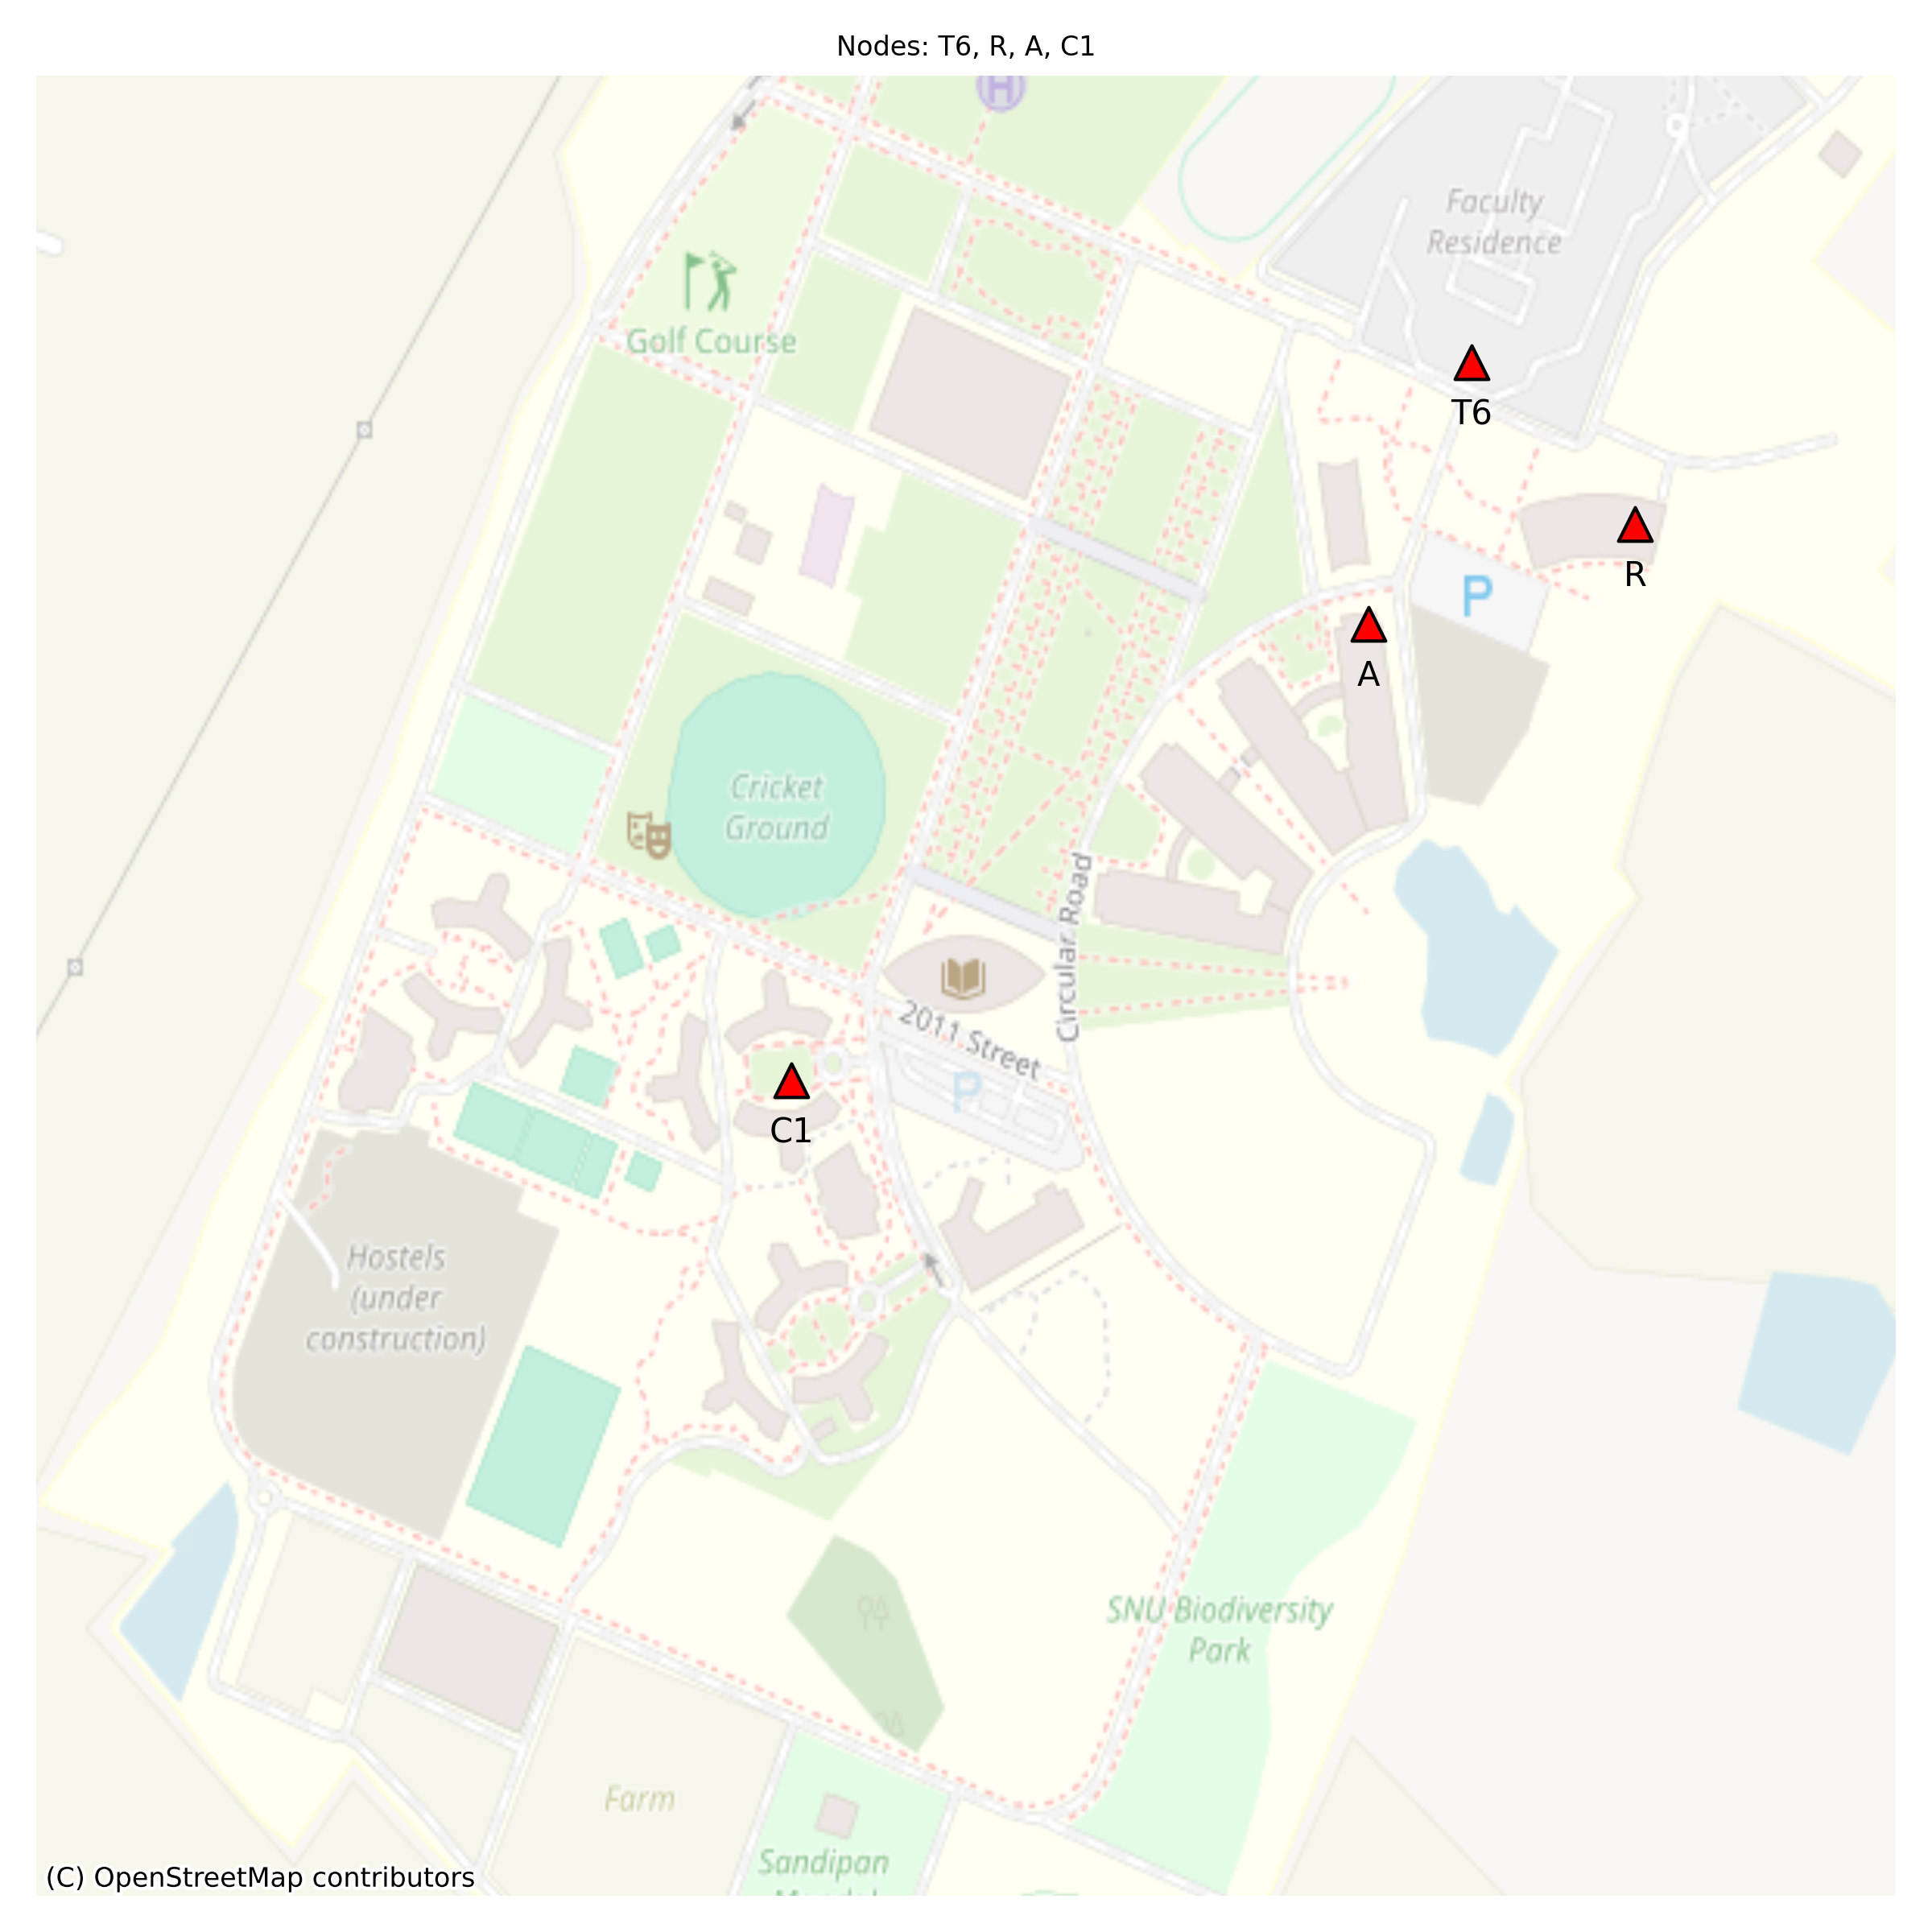 Nodes: T6, R, A, C1
H
Faculty
Residence
Golf Course
T6
R
P
A
Cricket
Ground
Circular Road
2011 Street
P
C1
Hostels
(under
construction)
SNU Biodiversity
Park
Farm
Sandipan
(C) OpenStreetMap contributors